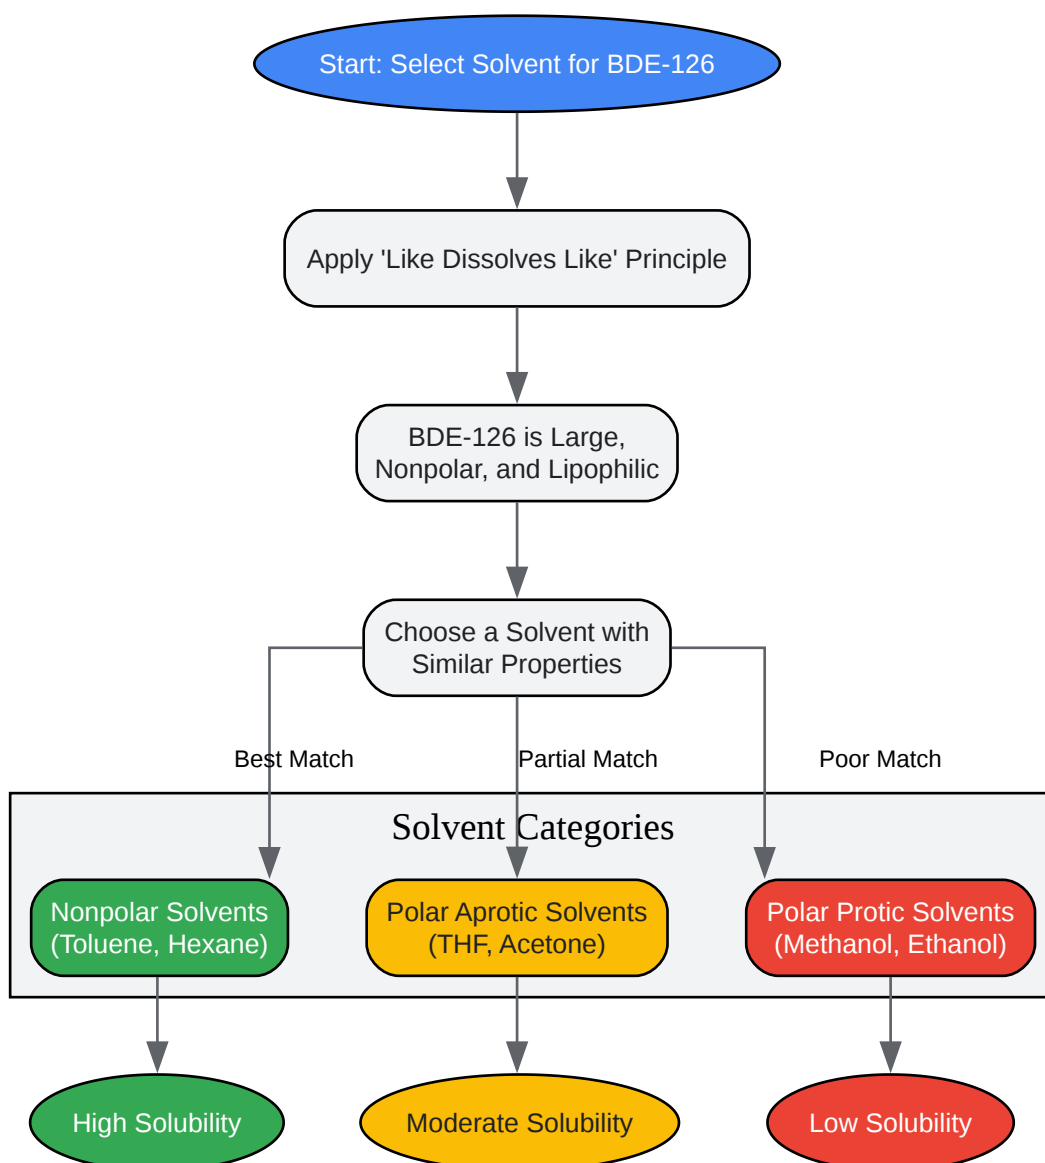 Start: Select Solvent for BDE-126
Apply 'Like Dissolves Like' Principle
BDE-126 is Large,
Nonpolar, and Lipophilic
Choose a Solvent with
Similar Properties
Best Match
Partial Match
Poor Match
Solvent Categories
Nonpolar Solvents
(Toluene, Hexane)
Polar Aprotic Solvents
(THF, Acetone)
Polar Protic Solvents
(Methanol, Ethanol)
High Solubility
Moderate Solubility
Low Solubility